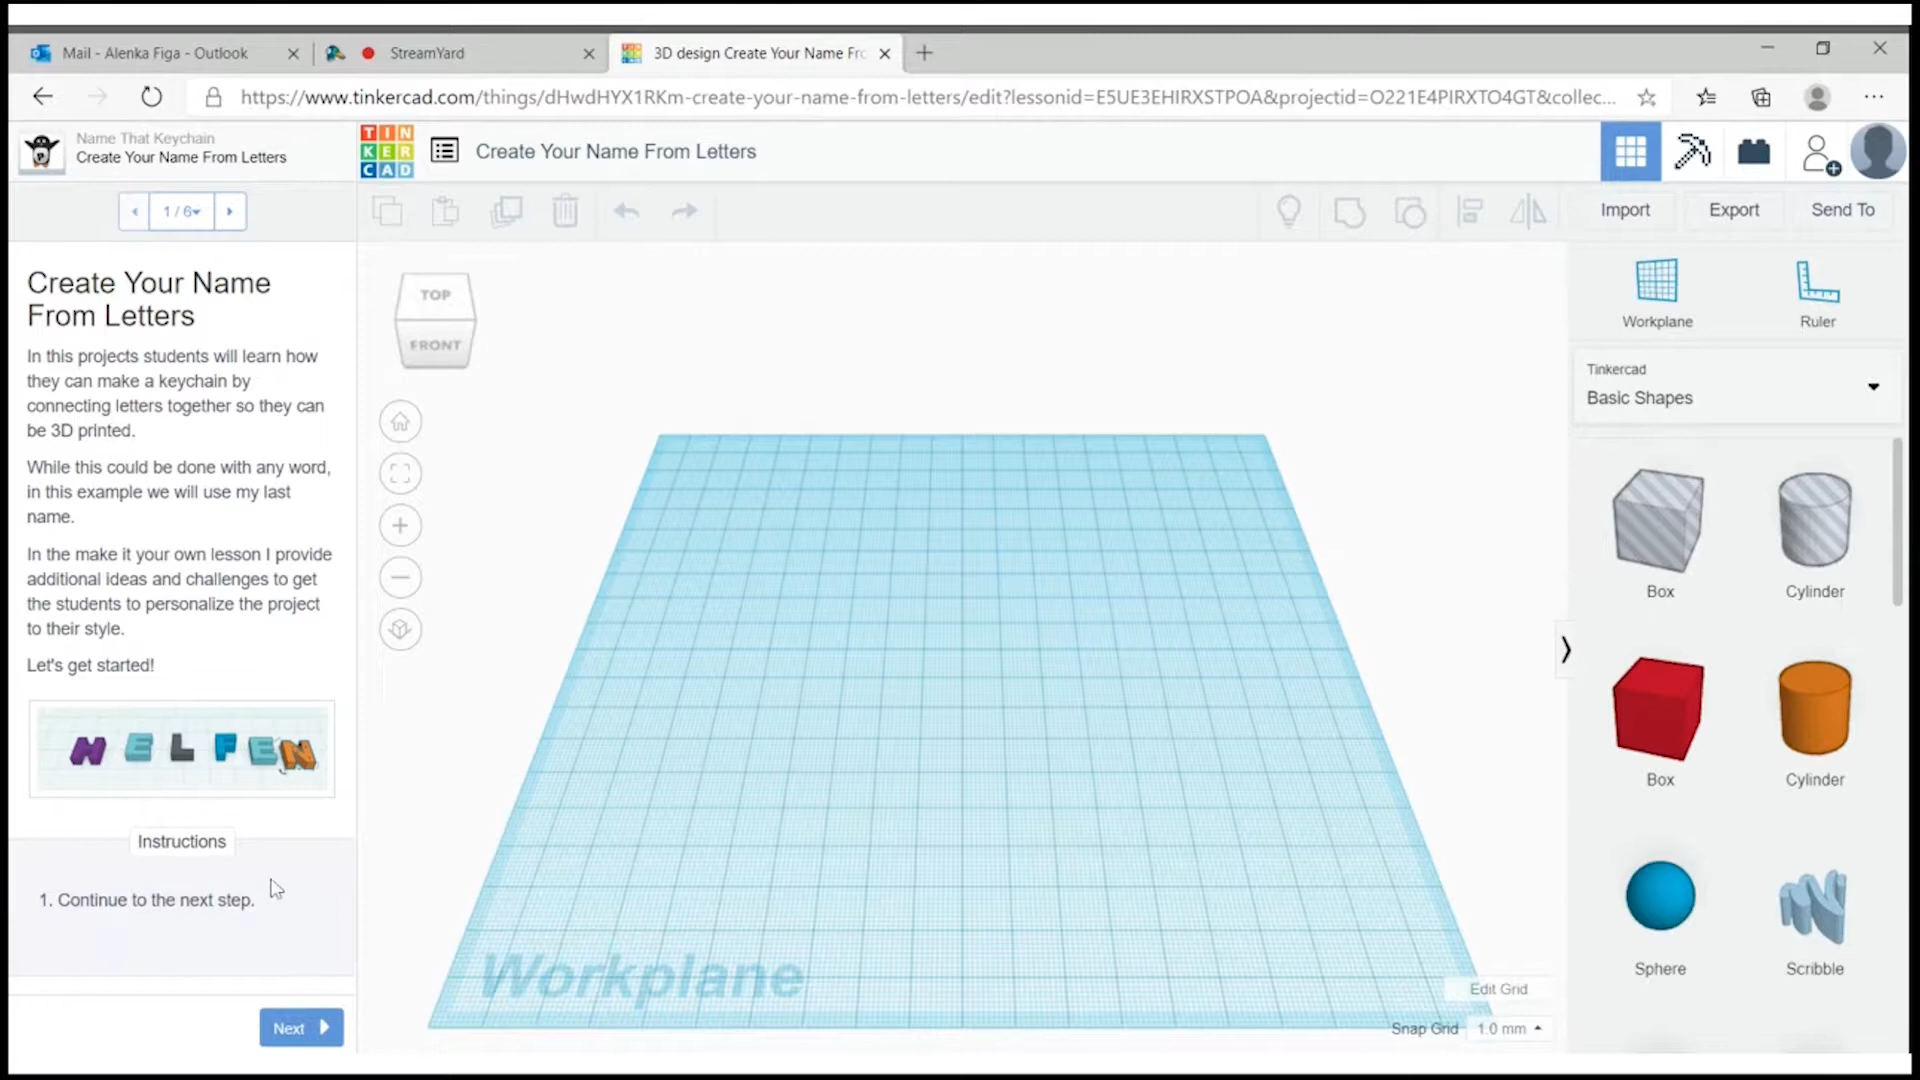 Mail - Alenka Figa - Outlook
StreamYard
3D design Create Your Name Fro
https://www.tinkercad.com/things/dHwdHYX1RKm-create-your-name-from-letters/edit?lessonid=E5UE3EHIRXSTPOA&projectid=O221E4PIRXTO4GT&collec...
Name That Keychain
Create Your Name From Letters
TIN
KER
CAD
Create Your Name From Letters
1 / 6
Import
Export
Send To
Create Your Name
From Letters
In this projects students will learn how
they can make a keychain by
connecting letters together so they can
be 3D printed.
While this could be done with any word,
in this example we will use my last
name.
In the make it your own lesson I provide
additional ideas and challenges to get
the students to personalize the project
to their style.
Let's get started!
HELFEN
Instructions
1. Continue to the next step.
Next
TOP
FRONT
Workplane
Edit Grid
Snap Grid 1.0 mm
Workplane
Ruler
Tinkercad
Basic Shapes
Box
Cylinder
Box
Cylinder
Sphere
Scribble